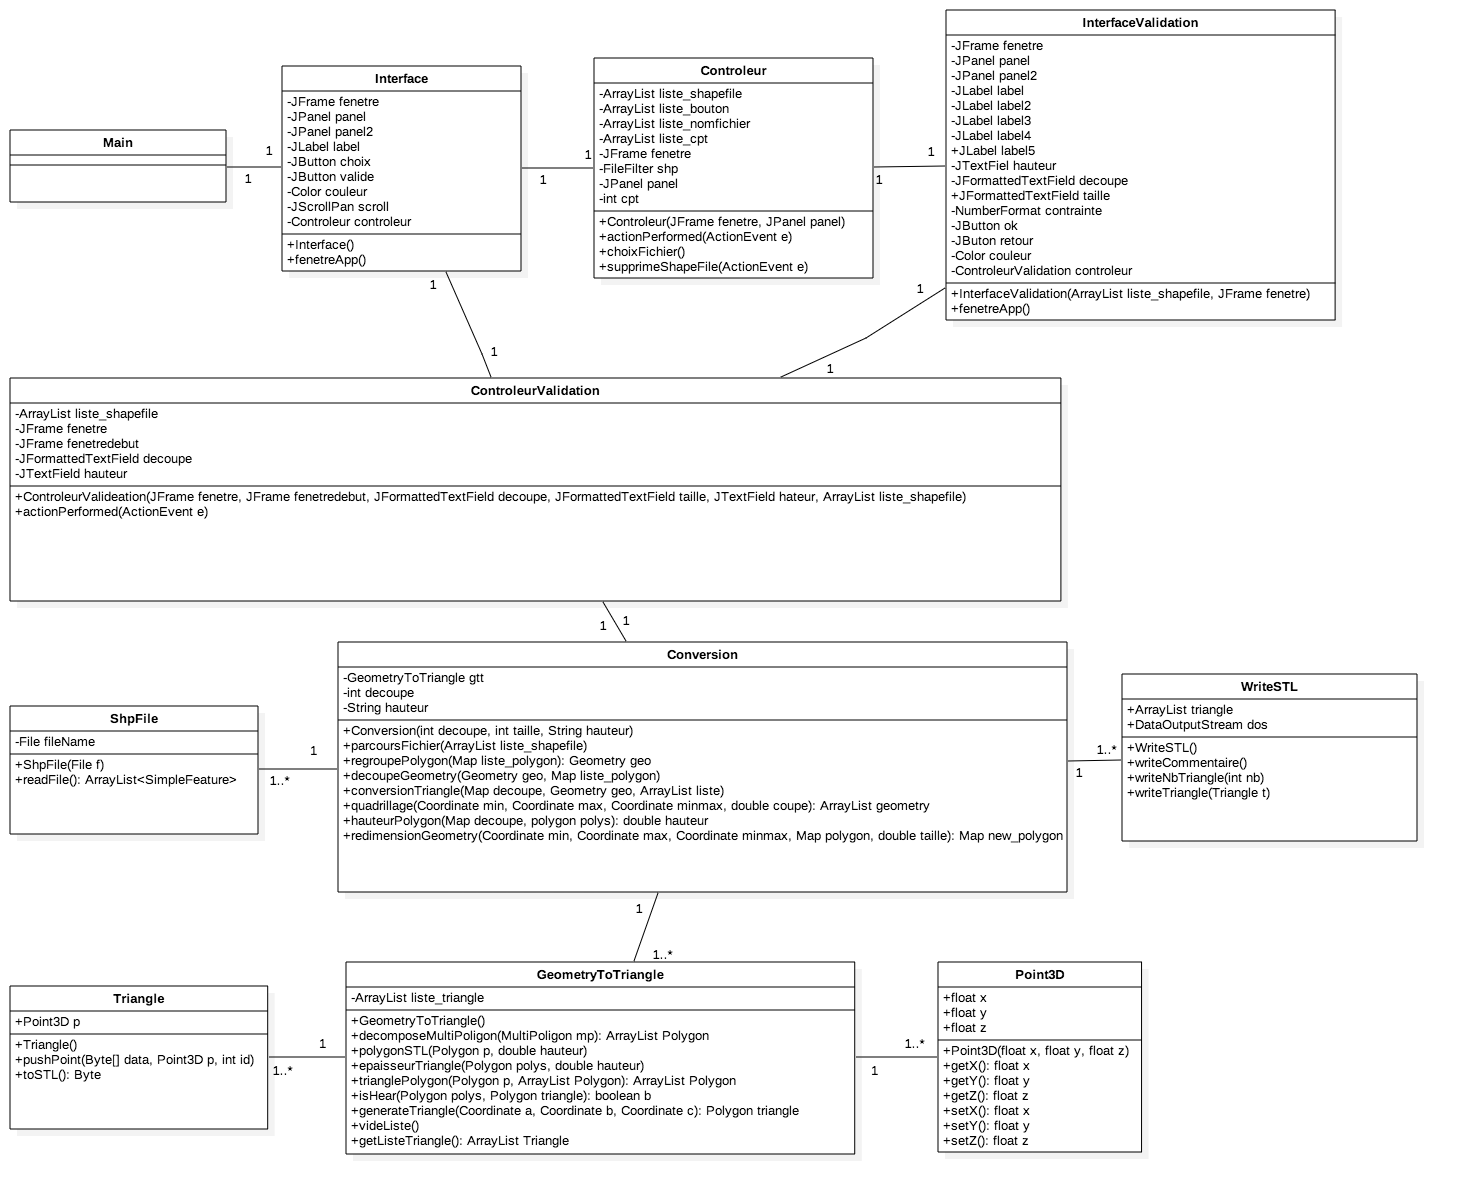 Main
1
1
Interface
-JFrame fenetre
-JPanel panel
-JPanel panel2
-JLabel label
-JButton choix
-JButton valide
-Color couleur
-JScrollPan scroll
-Controleur controleur
+Interface()
+fenetreApp()
1
1
Controleur
-ArrayList liste_shapefile
-ArrayList liste_bouton
-ArrayList liste_nomfichier
-ArrayList liste_cpt
-JFrame fenetre
-FileFilter shp
-JPanel panel
-int cpt
+Controleur(JFrame fenetre, JPanel panel)
+actionPerformed(ActionEvent e)
+choixFichier()
+supprimeShapeFile(ActionEvent e)
1
1
InterfaceValidation
-JFrame fenetre
-JPanel panel
-JPanel panel2
-JLabel label
-JLabel label2
-JLabel label3
-JLabel label4
+JLabel label5
-JTextFiel hauteur
-JFormattedTextField decoupe
+JFormattedTextField taille
-NumberFormat contrainte
-JButton ok
-JButon retour
-Color couleur
-ControleurValidation controleur
+InterfaceValidation(ArrayList liste_shapefile, JFrame fenetre)
+fenetreApp()
1
1
1
1
ControleurValidation
-ArrayList liste_shapefile
-JFrame fenetre
-JFrame fenetredebut
-JFormattedTextField decoupe
-JTextField hauteur
+ControleurValideation(JFrame fenetre, JFrame fenetredebut, JFormattedTextField decoupe, JFormattedTextField taille, JTextField hateur, ArrayList liste_shapefile)
+actionPerformed(ActionEvent e)
1
1
ShpFile
-File fileName
+ShpFile(File f)
+readFile(): ArrayList<SimpleFeature>
1
1..*
Conversion
-GeometryToTriangle gtt
-int decoupe
-String hauteur
+Conversion(int decoupe, int taille, String hauteur)
+parcoursFichier(ArrayList liste_shapefile)
+regroupePolygon(Map liste_polygon): Geometry geo
+decoupeGeometry(Geometry geo, Map liste_polygon)
+conversionTriangle(Map decoupe, Geometry geo, ArrayList liste)
+quadrillage(Coordinate min, Coordinate max, Coordinate minmax, double coupe): ArrayList geometry
+hauteurPolygon(Map decoupe, polygon polys): double hauteur
+redimensionGeometry(Coordinate min, Coordinate max, Coordinate minmax, Map polygon, double taille): Map new_polygon
1..*
1
WriteSTL
+ArrayList triangle
+DataOutputStream dos
+WriteSTL()
+writeCommentaire()
+writeNbTriangle(int nb)
+writeTriangle(Triangle t)
1
1..*
Triangle
+Point3D p
+Triangle()
+pushPoint(Byte[] data, Point3D p, int id)
+toSTL(): Byte
1
1..*
GeometryToTriangle
-ArrayList liste_triangle
+GeometryToTriangle()
+decomposeMultiPoligon(MultiPoligon mp): ArrayList Polygon
+polygonSTL(Polygon p, double hauteur)
+epaisseurTriangle(Polygon polys, double hauteur)
+trianglePolygon(Polygon p, ArrayList Polygon): ArrayList Polygon
+isHear(Polygon polys, Polygon triangle): boolean b
+generateTriangle(Coordinate a, Coordinate b, Coordinate c): Polygon triangle
+videListe()
+getListeTriangle(): ArrayList Triangle
1..*
1
Point3D
+float x
+float y
+float z
+Point3D(float x, float y, float z)
+getX(): float x
+getY(): float y
+getZ(): float z
+setX(): float x
+setY(): float y
+setZ(): float z